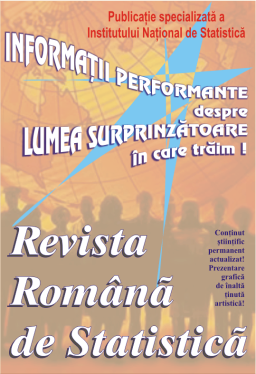 Publicație specializată a
Institutului Național de Statistică
INFORMAȚII PERFORMANTE
despre
LUMEA SURPRINZĂTOARE
în care trăim !
Conținut
științific
permanent
actualizat!
Prezentare
grafică
de înaltă
ținută
artistică!
Revista
Română
de Statistică